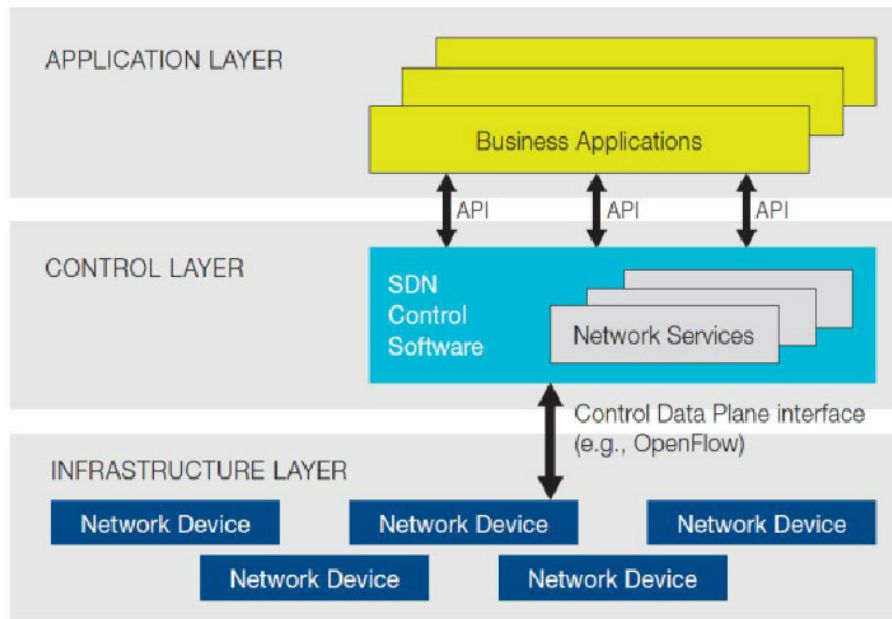 APPLICATION LAYER
Business Applications
API
API
API
CONTROL LAYER
SDN
Control
Software
Network Services
Control Data Plane interface
(e.g., OpenFlow)
INFRASTRUCTURE LAYER
Network Device
Network Device
Network Device
Network Device
Network Device